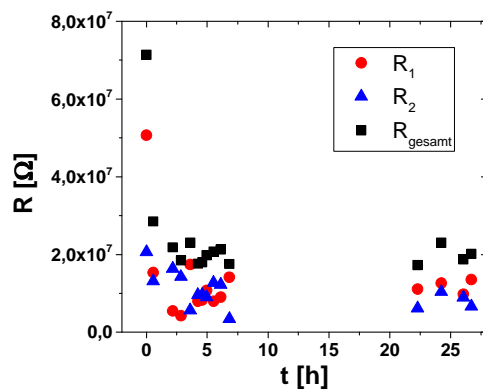 8,0x10⁷
6,0x10⁷
4,0x10⁷
2,0x10⁷
0,0
R [Ω]
R₁
R₂
R_gesamt
0 5 10 15 20 25
t [h]